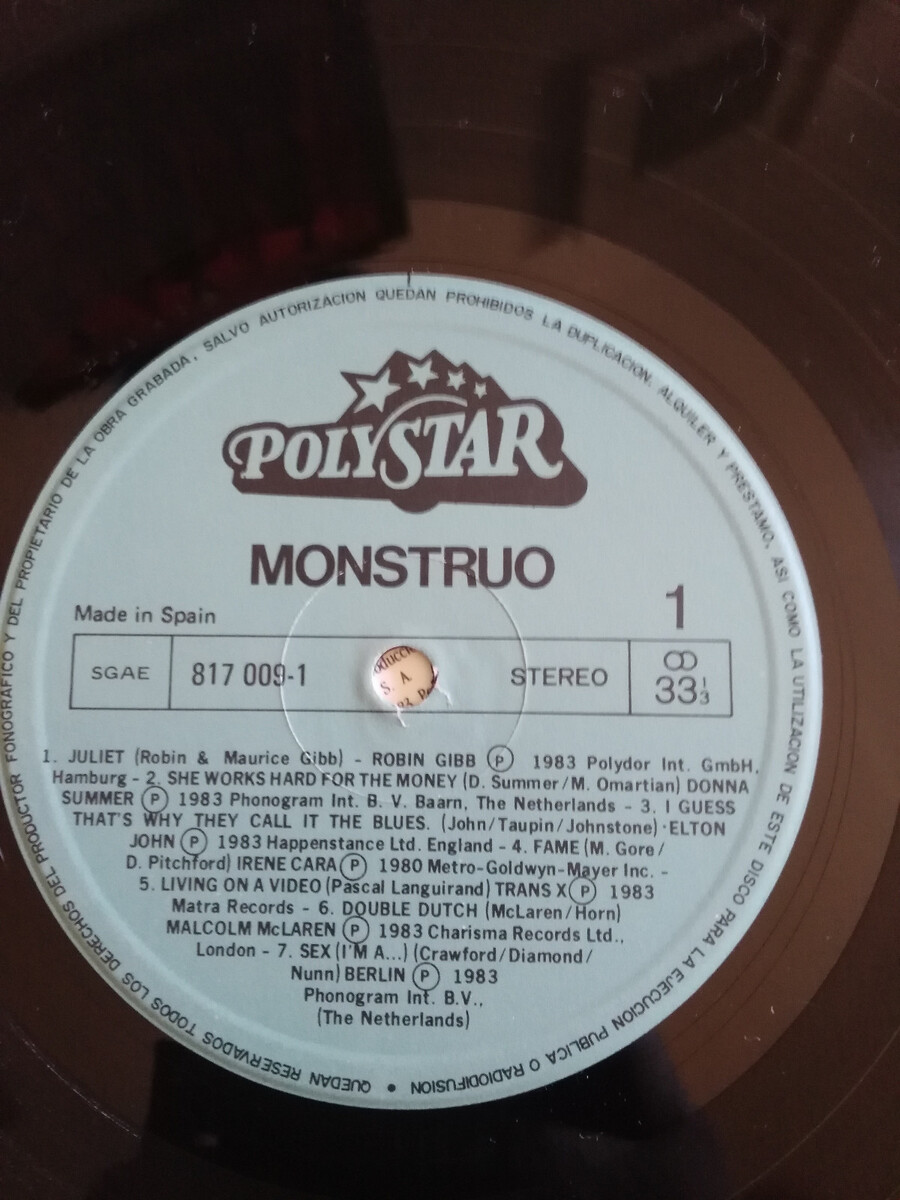 QUEDAN RESERVADOS TODOS LOS DERECHOS DEL PRODUCTOR FONOGRAFICO Y DEL PROPIETARIO DE LA OBRA GRABADA. SALVO AUTORIZACION QUEDAN PROHIBIDOS LA DUPLICACION. ALQUILER Y PRESTAMO. ASI COMO LA UTILIZACION DE ESTE DISCO PARA LA EJECUCION PUBLICA O RADIODIFUSION •
POLYSTAR
MONSTRUO
Made in Spain
1
SGAE
817 009-1
S. A
STEREO
33 1/3
1. JULIET (Robin & Maurice Gibb) - ROBIN GIBB Ⓟ 1983 Polydor Int. GmbH.
Hamburg - 2. SHE WORKS HARD FOR THE MONEY (D. Summer/M. Omartian) DONNA
SUMMER Ⓟ 1983 Phonogram Int. B. V. Baarn, The Netherlands - 3. I GUESS
THAT'S WHY THEY CALL IT THE BLUES. (John/Taupin/Johnstone)·ELTON
JOHN Ⓟ 1983 Happenstance Ltd. England - 4. FAME (M. Gore/
D. Pitchford) IRENE CARA Ⓟ 1980 Metro-Goldwyn-Mayer Inc. -
5. LIVING ON A VIDEO (Pascal Languirand) TRANS X Ⓟ 1983
Matra Records - 6. DOUBLE DUTCH (McLaren/Horn)
MALCOLM McLAREN Ⓟ 1983 Charisma Records Ltd.,
London - 7. SEX (I'M A...) (Crawford/Diamond/
Nunn) BERLIN Ⓟ 1983
Phonogram Int. B.V.,
(The Netherlands)